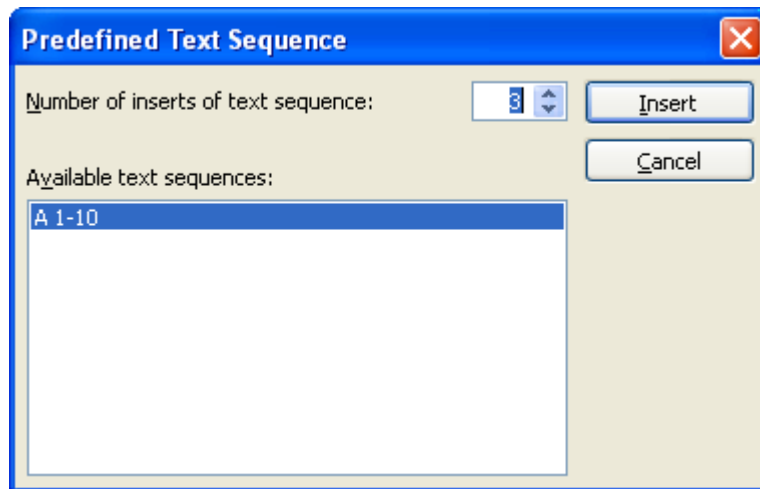 Predefined Text Sequence
Number of inserts of text sequence: 3 Insert
Cancel
Available text sequences:
A 1-10